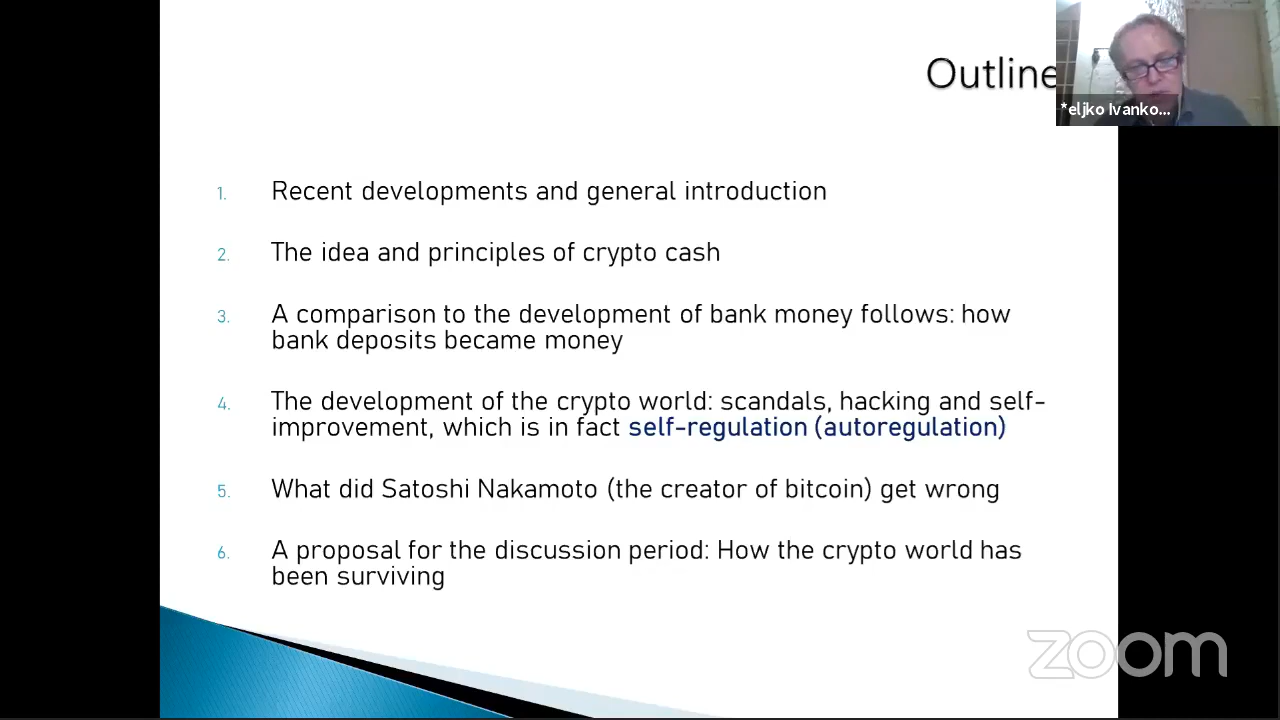 Outline
*eljko Ivanko...
1. Recent developments and general introduction
2. The idea and principles of crypto cash
3. A comparison to the development of bank money follows: how
bank deposits became money
4. The development of the crypto world: scandals, hacking and self-
improvement, which is in fact self-regulation (autoregulation)
5. What did Satoshi Nakamoto (the creator of bitcoin) get wrong
6. A proposal for the discussion period: How the crypto world has
been surviving
zoom